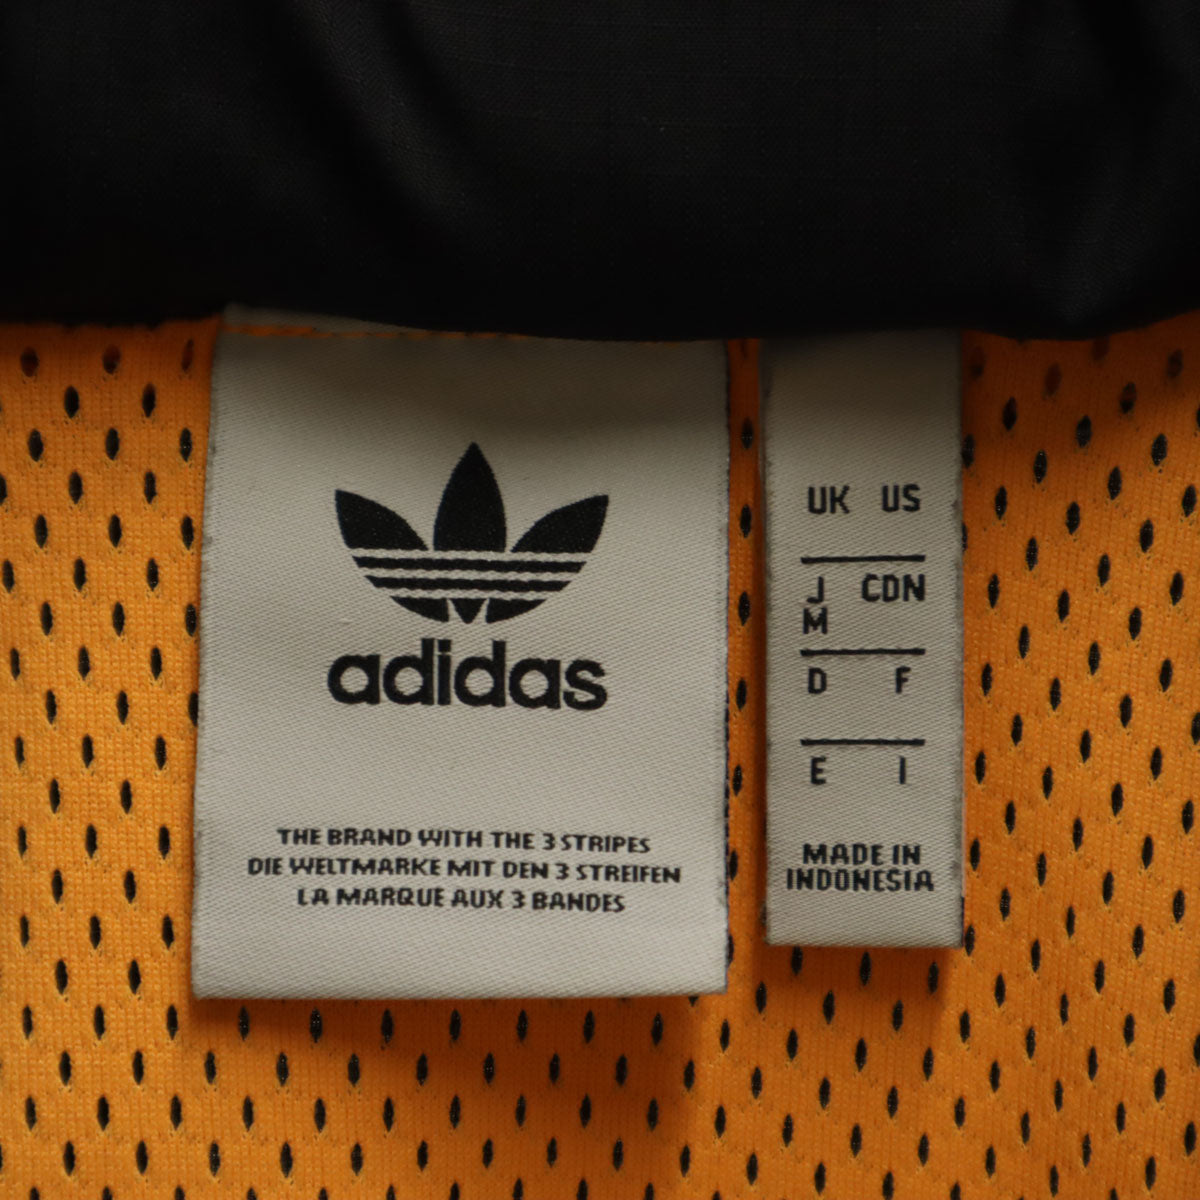 adidas
THE BRAND WITH THE 3 STRIPES
DIE WELTMARKE MIT DEN 3 STREIFEN
LA MARQUE AUX 3 BANDES
UK US
J CDN
M
D F
E I
MADE IN
INDONESIA